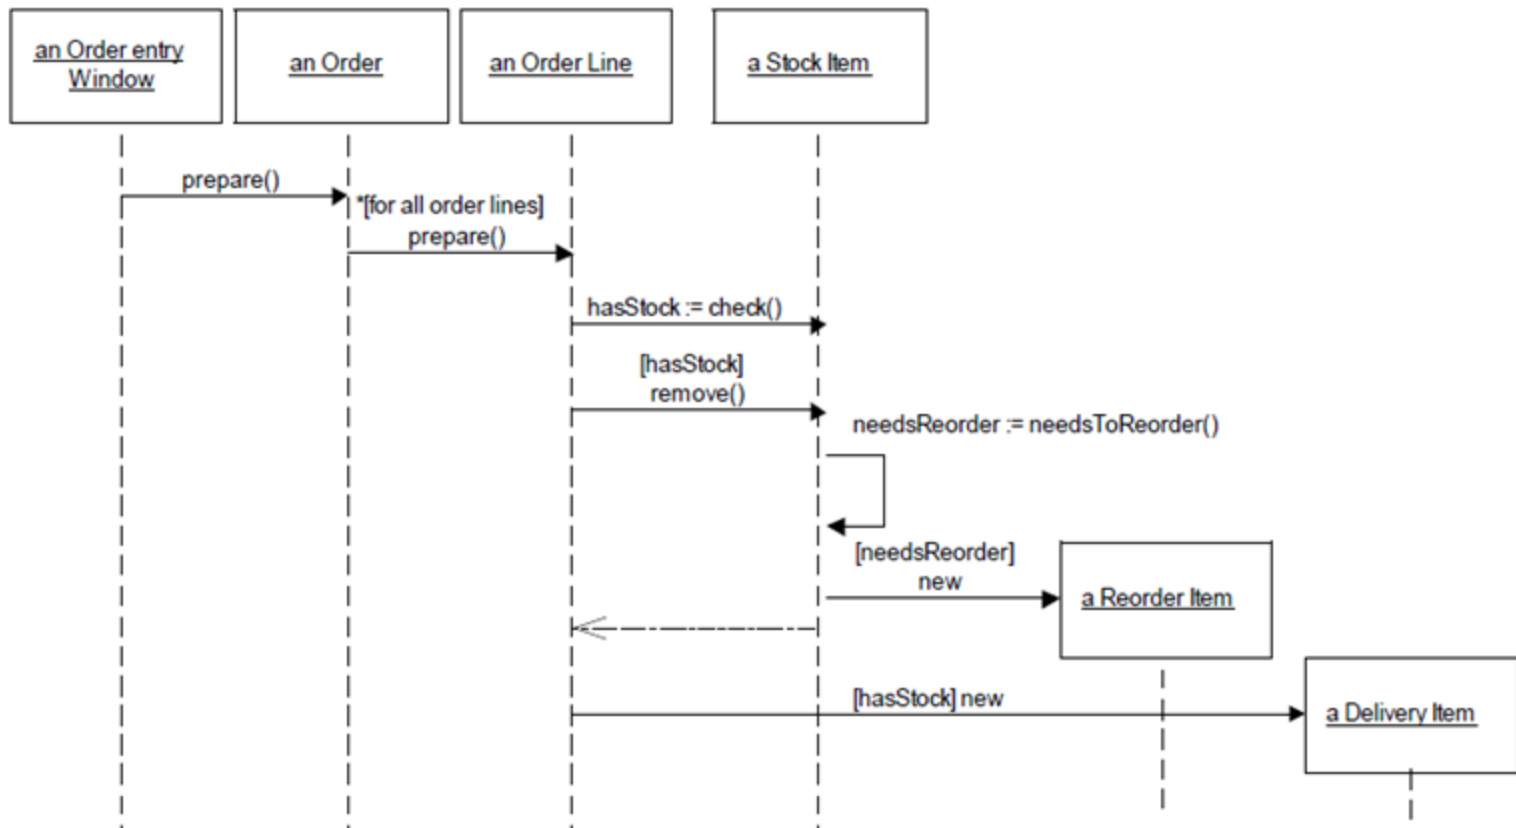 an Order entry
Window
an Order
an Order Line
a Stock Item
prepare()
*[for all order lines]
prepare()
hasStock := check()
[hasStock]
remove()
needsReorder := needsToReorder()
[needsReorder]
new
a Reorder Item
[hasStock] new
a Delivery Item